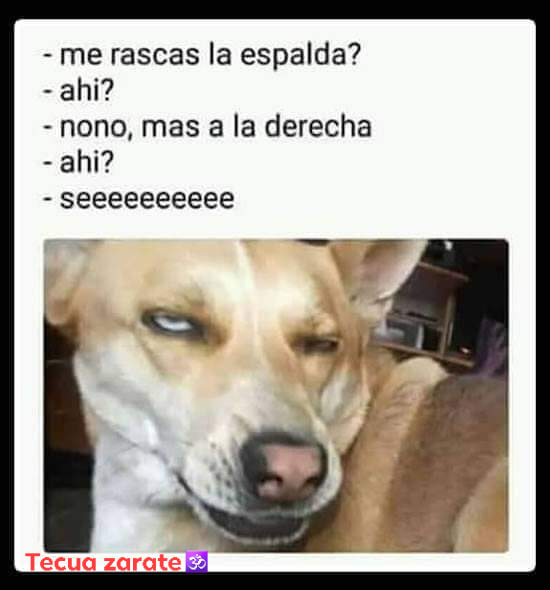 - me rascas la espalda?
- ahi?
- nono, mas a la derecha
- ahi?
- seeeeeeeeee
Tecua zarate🕉